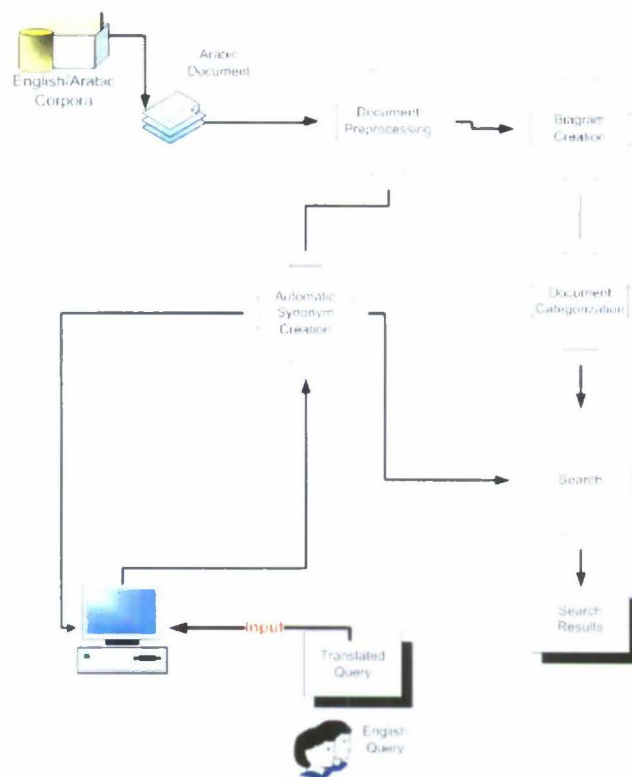 Arabic
Document
English/Arabic
Corpora
Document
Preprocessing
Biagram
Creation
Automatic
Synonym
Creation
Document
Categorization
Search
Search
Results
Input
Translated
Query
English
Query